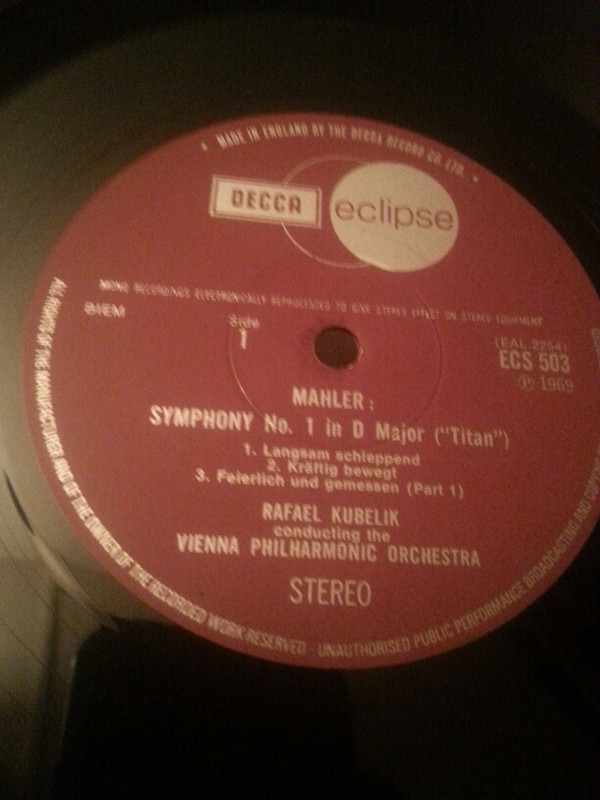 • MADE IN ENGLAND BY THE DECCA RECORD CO. LTD. •
DECCA
eclipse
MONO RECORDINGS ELECTRONICALLY REPROCESSED TO GIVE STEREO EFFECT ON STEREO EQUIPMENT
BIEM
Side
1
(EAL.2254)
ECS 503
Ⓟ 1969
MAHLER:
SYMPHONY No. 1 in D Major ("Titan")
1. Langsam schleppend
2. Kräftig bewegt
3. Feierlich und gemessen (Part 1)
RAFAEL KUBELIK
conducting the
VIENNA PHILHARMONIC ORCHESTRA
STEREO
ALL RIGHTS OF THE MANUFACTURER AND OF THE OWNER OF THE RECORDED WORK RESERVED · UNAUTHORISED PUBLIC PERFORMANCE BROADCASTING AND